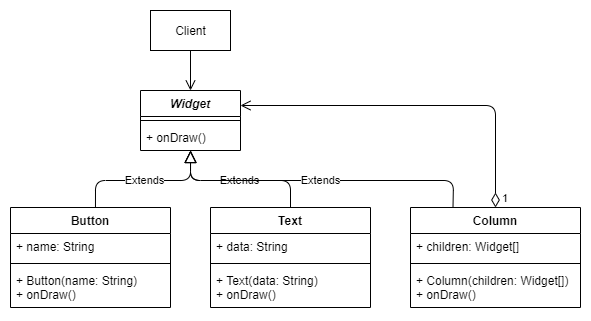 Client
Widget
+ onDraw()
Extends
Extends
Extends
1
Button
+ name: String
+ Button(name: String)
+ onDraw()
Text
+ data: String
+ Text(data: String)
+ onDraw()
Column
+ children: Widget[]
+ Column(children: Widget[])
+ onDraw()